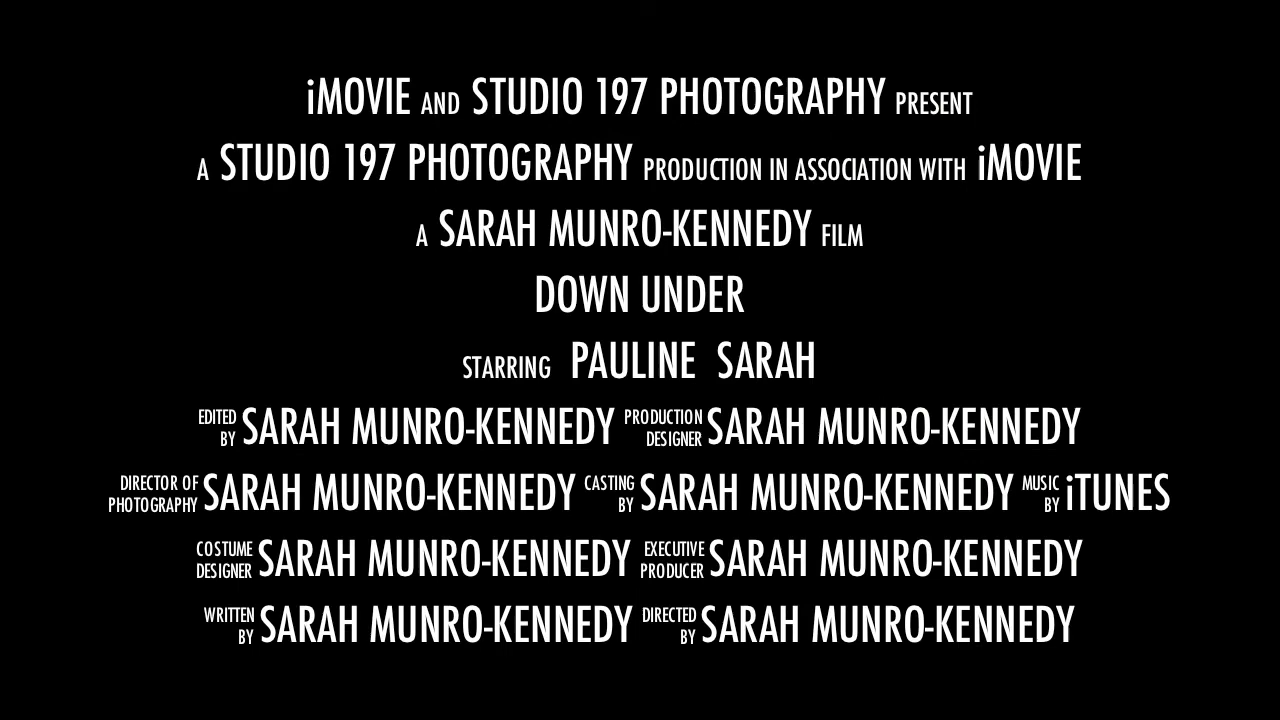 iMOVIE AND STUDIO 197 PHOTOGRAPHY PRESENT
A STUDIO 197 PHOTOGRAPHY PRODUCTION IN ASSOCIATION WITH iMOVIE
A SARAH MUNRO-KENNEDY FILM
DOWN UNDER
STARRING PAULINE SARAH
EDITED BY SARAH MUNRO-KENNEDY PRODUCTION DESIGNER SARAH MUNRO-KENNEDY
DIRECTOR OF PHOTOGRAPHY SARAH MUNRO-KENNEDY CASTING BY SARAH MUNRO-KENNEDY MUSIC BY iTUNES
COSTUME DESIGNER SARAH MUNRO-KENNEDY EXECUTIVE PRODUCER SARAH MUNRO-KENNEDY
WRITTEN BY SARAH MUNRO-KENNEDY DIRECTED BY SARAH MUNRO-KENNEDY